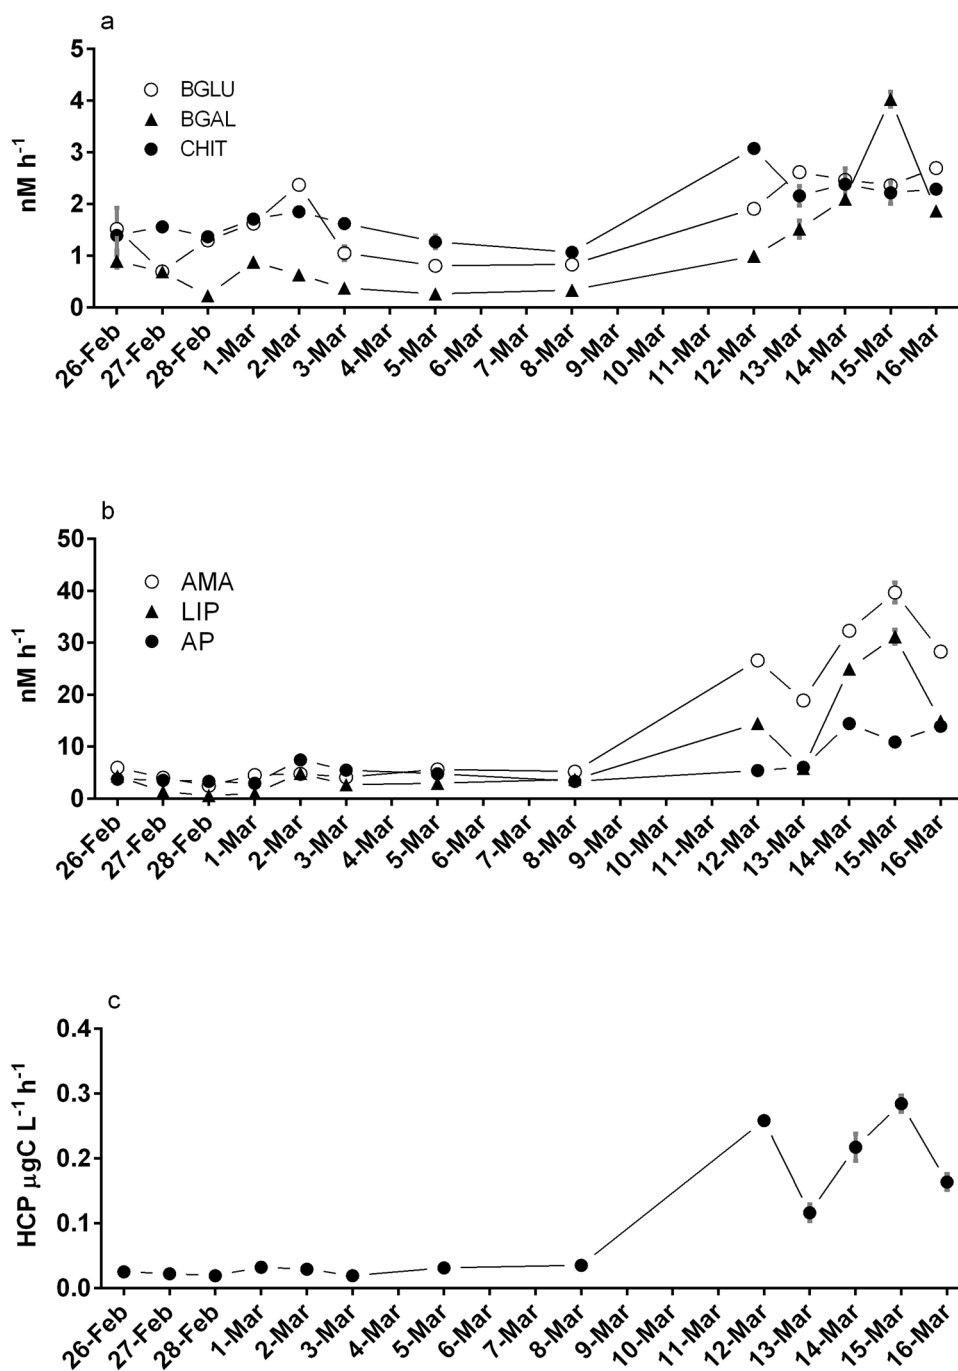 a
5
4
3
2
1
0
nM h⁻¹
BGLU
BGAL
CHIT
26-Feb
27-Feb
28-Feb
1-Mar
2-Mar
3-Mar
4-Mar
5-Mar
6-Mar
7-Mar
8-Mar
9-Mar
10-Mar
11-Mar
12-Mar
13-Mar
14-Mar
15-Mar
16-Mar
b
50
40
30
20
10
0
nM h⁻¹
AMA
LIP
AP
26-Feb
27-Feb
28-Feb
1-Mar
2-Mar
3-Mar
4-Mar
5-Mar
6-Mar
7-Mar
8-Mar
9-Mar
10-Mar
11-Mar
12-Mar
13-Mar
14-Mar
15-Mar
16-Mar
c
0.4
0.3
0.2
0.1
0.0
HCP µgC L⁻¹ h⁻¹
26-Feb
27-Feb
28-Feb
1-Mar
2-Mar
3-Mar
4-Mar
5-Mar
6-Mar
7-Mar
8-Mar
9-Mar
10-Mar
11-Mar
12-Mar
13-Mar
14-Mar
15-Mar
16-Mar